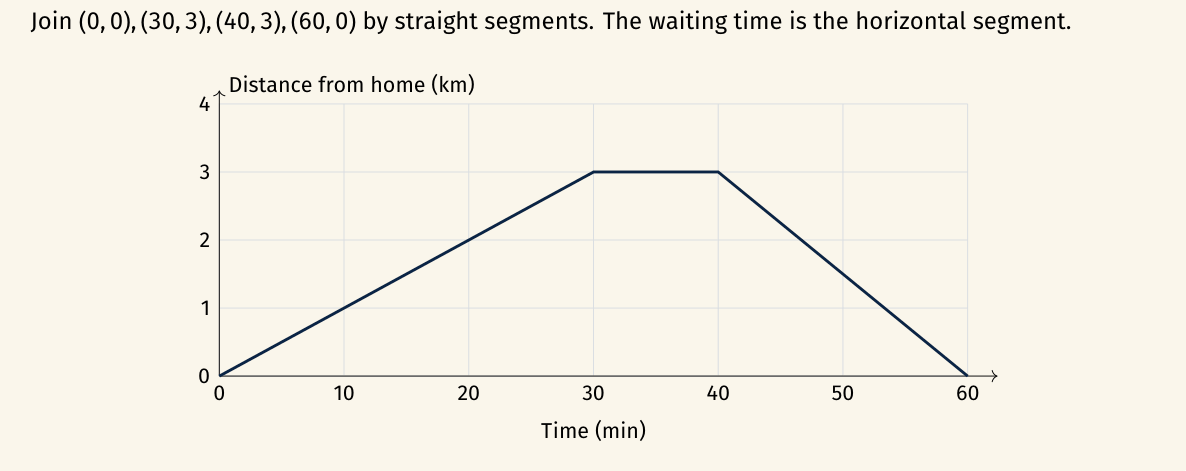 Join (0, 0), (30, 3), (40, 3), (60, 0) by straight segments. The waiting time is the horizontal segment.
Distance from home (km)
4
3
2
1
0
0 10 20 30 40 50 60
Time (min)